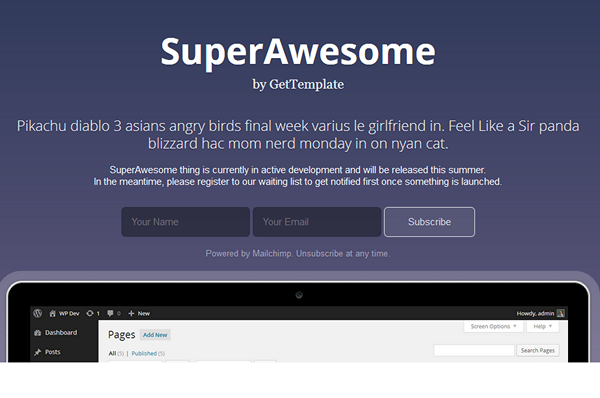 SuperAwesome
by GetTemplate
Pikachu diablo 3 asians angry birds final week varius le girlfriend in. Feel Like a Sir panda
blizzard hac mom nerd monday in on nyan cat.
SuperAwesome thing is currently in active development and will be released this summer.
In the meantime, please register to our waiting list to get notified first once something is launched.
Your Name Your Email Subscribe
Powered by Mailchimp. Unsubscribe at any time.
WP Dev 1 0 + New Howdy, admin
Dashboard Pages Add New Screen Options Help
Posts All (5) | Published (5) Search Pages